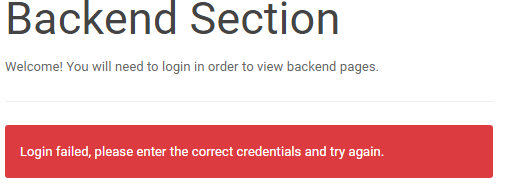 Backend Section
Welcome! You will need to login in order to view backend pages.
Login failed, please enter the correct credentials and try again.